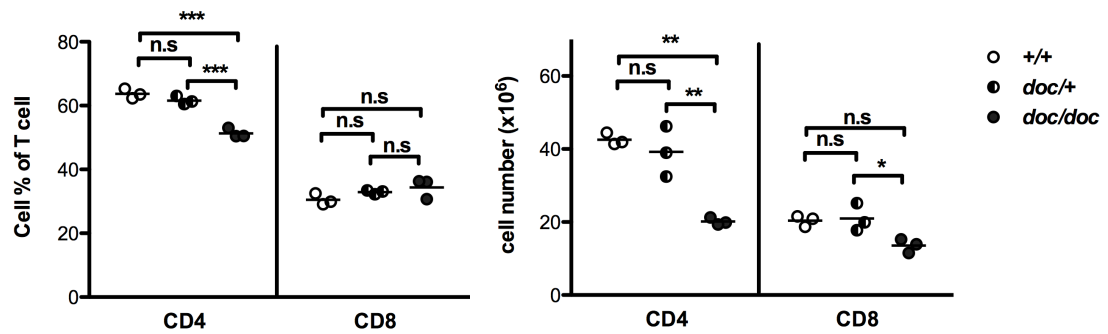 ***
n.s
***
n.s
n.s
n.s
80
60
40
20
0
Cell % of T cell
CD4
CD8
**
n.s
**
n.s
n.s
*
60
40
20
0
cell number (x10⁶)
CD4
CD8
+/+
doc/+
doc/doc